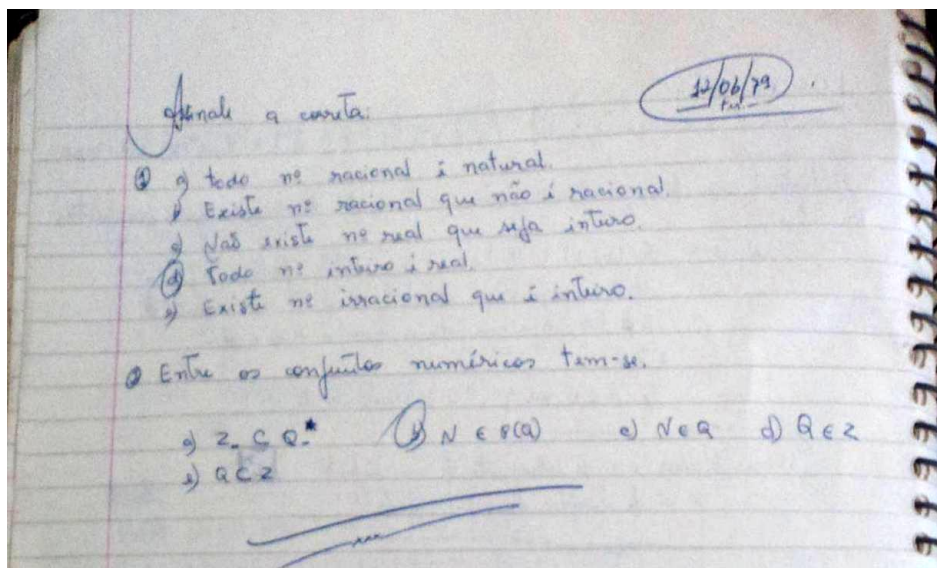 12/06/79
Assinale a correta.
1 a) todo nº racional é natural.
b) Existe nº racional que não é racional.
c) Não existe nº real que seja inteiro.
d) Todo nº inteiro é real.
e) Existe nº irracional que é inteiro.
2 Entre os conjuntos numéricos tem-se.
a) Z_ ⊂ Q_* b) N ∈ P(Q) c) N ∈ Q d) Q ∈ Z
e) Q ⊂ Z